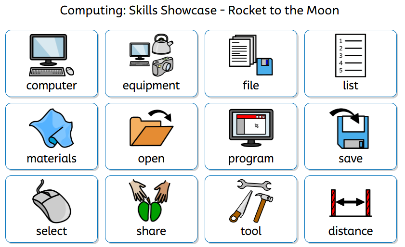 Computing: Skills Showcase - Rocket to the Moon
computer equipment file list
materials open program save
select share tool distance